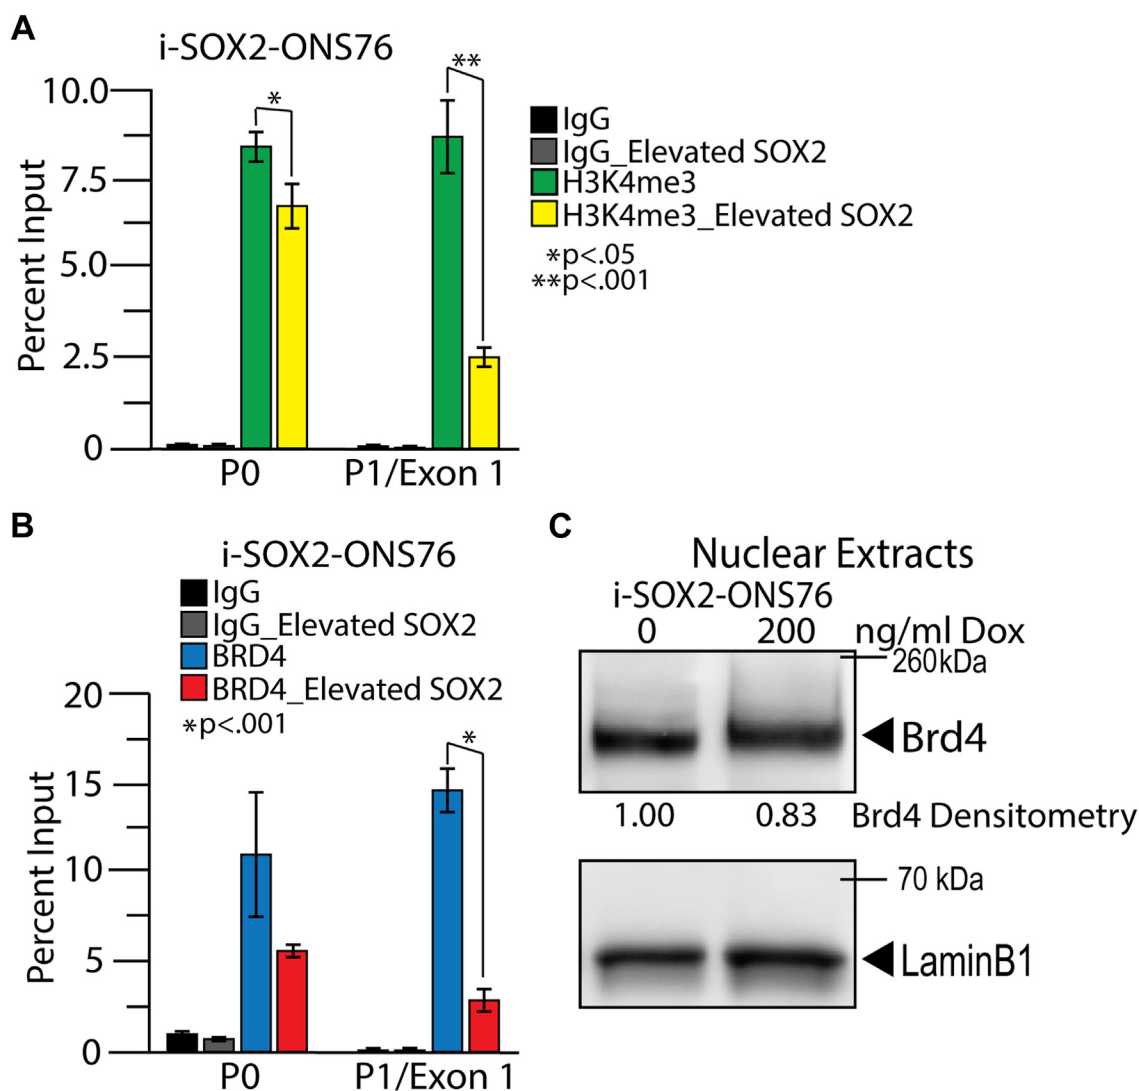 A
i-SOX2-ONS76
10.0
7.5
5.0
2.5
0
Percent Input
*
**
P0
P1/Exon 1
IgG
IgG_Elevated SOX2
H3K4me3
H3K4me3_Elevated SOX2
*p<.05
**p<.001
B
i-SOX2-ONS76
IgG
IgG_Elevated SOX2
BRD4
BRD4_Elevated SOX2
*p<.001
20
15
10
5
0
Percent Input
*
P0
P1/Exon 1
C
Nuclear Extracts
i-SOX2-ONS76
0 200 ng/ml Dox
260kDa
Brd4
1.00 0.83 Brd4 Densitometry
70 kDa
LaminB1